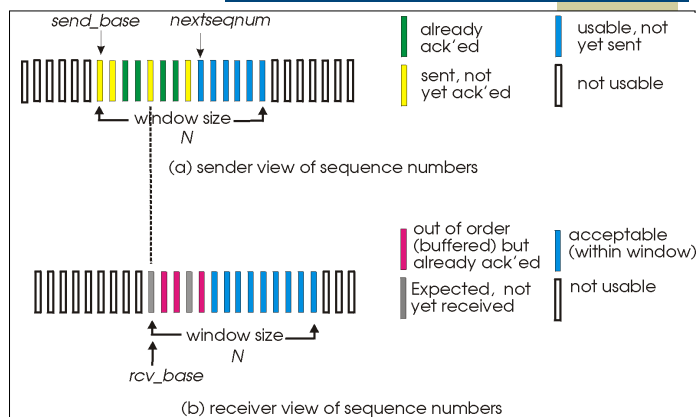 send_base
nextseqnum
already
ack'ed
sent, not
yet ack'ed
usable, not
yet sent
not usable
window size
N
(a) sender view of sequence numbers
out of order
(buffered) but
already ack'ed
Expected, not
yet received
acceptable
(within window)
not usable
window size
N
rcv_base
(b) receiver view of sequence numbers